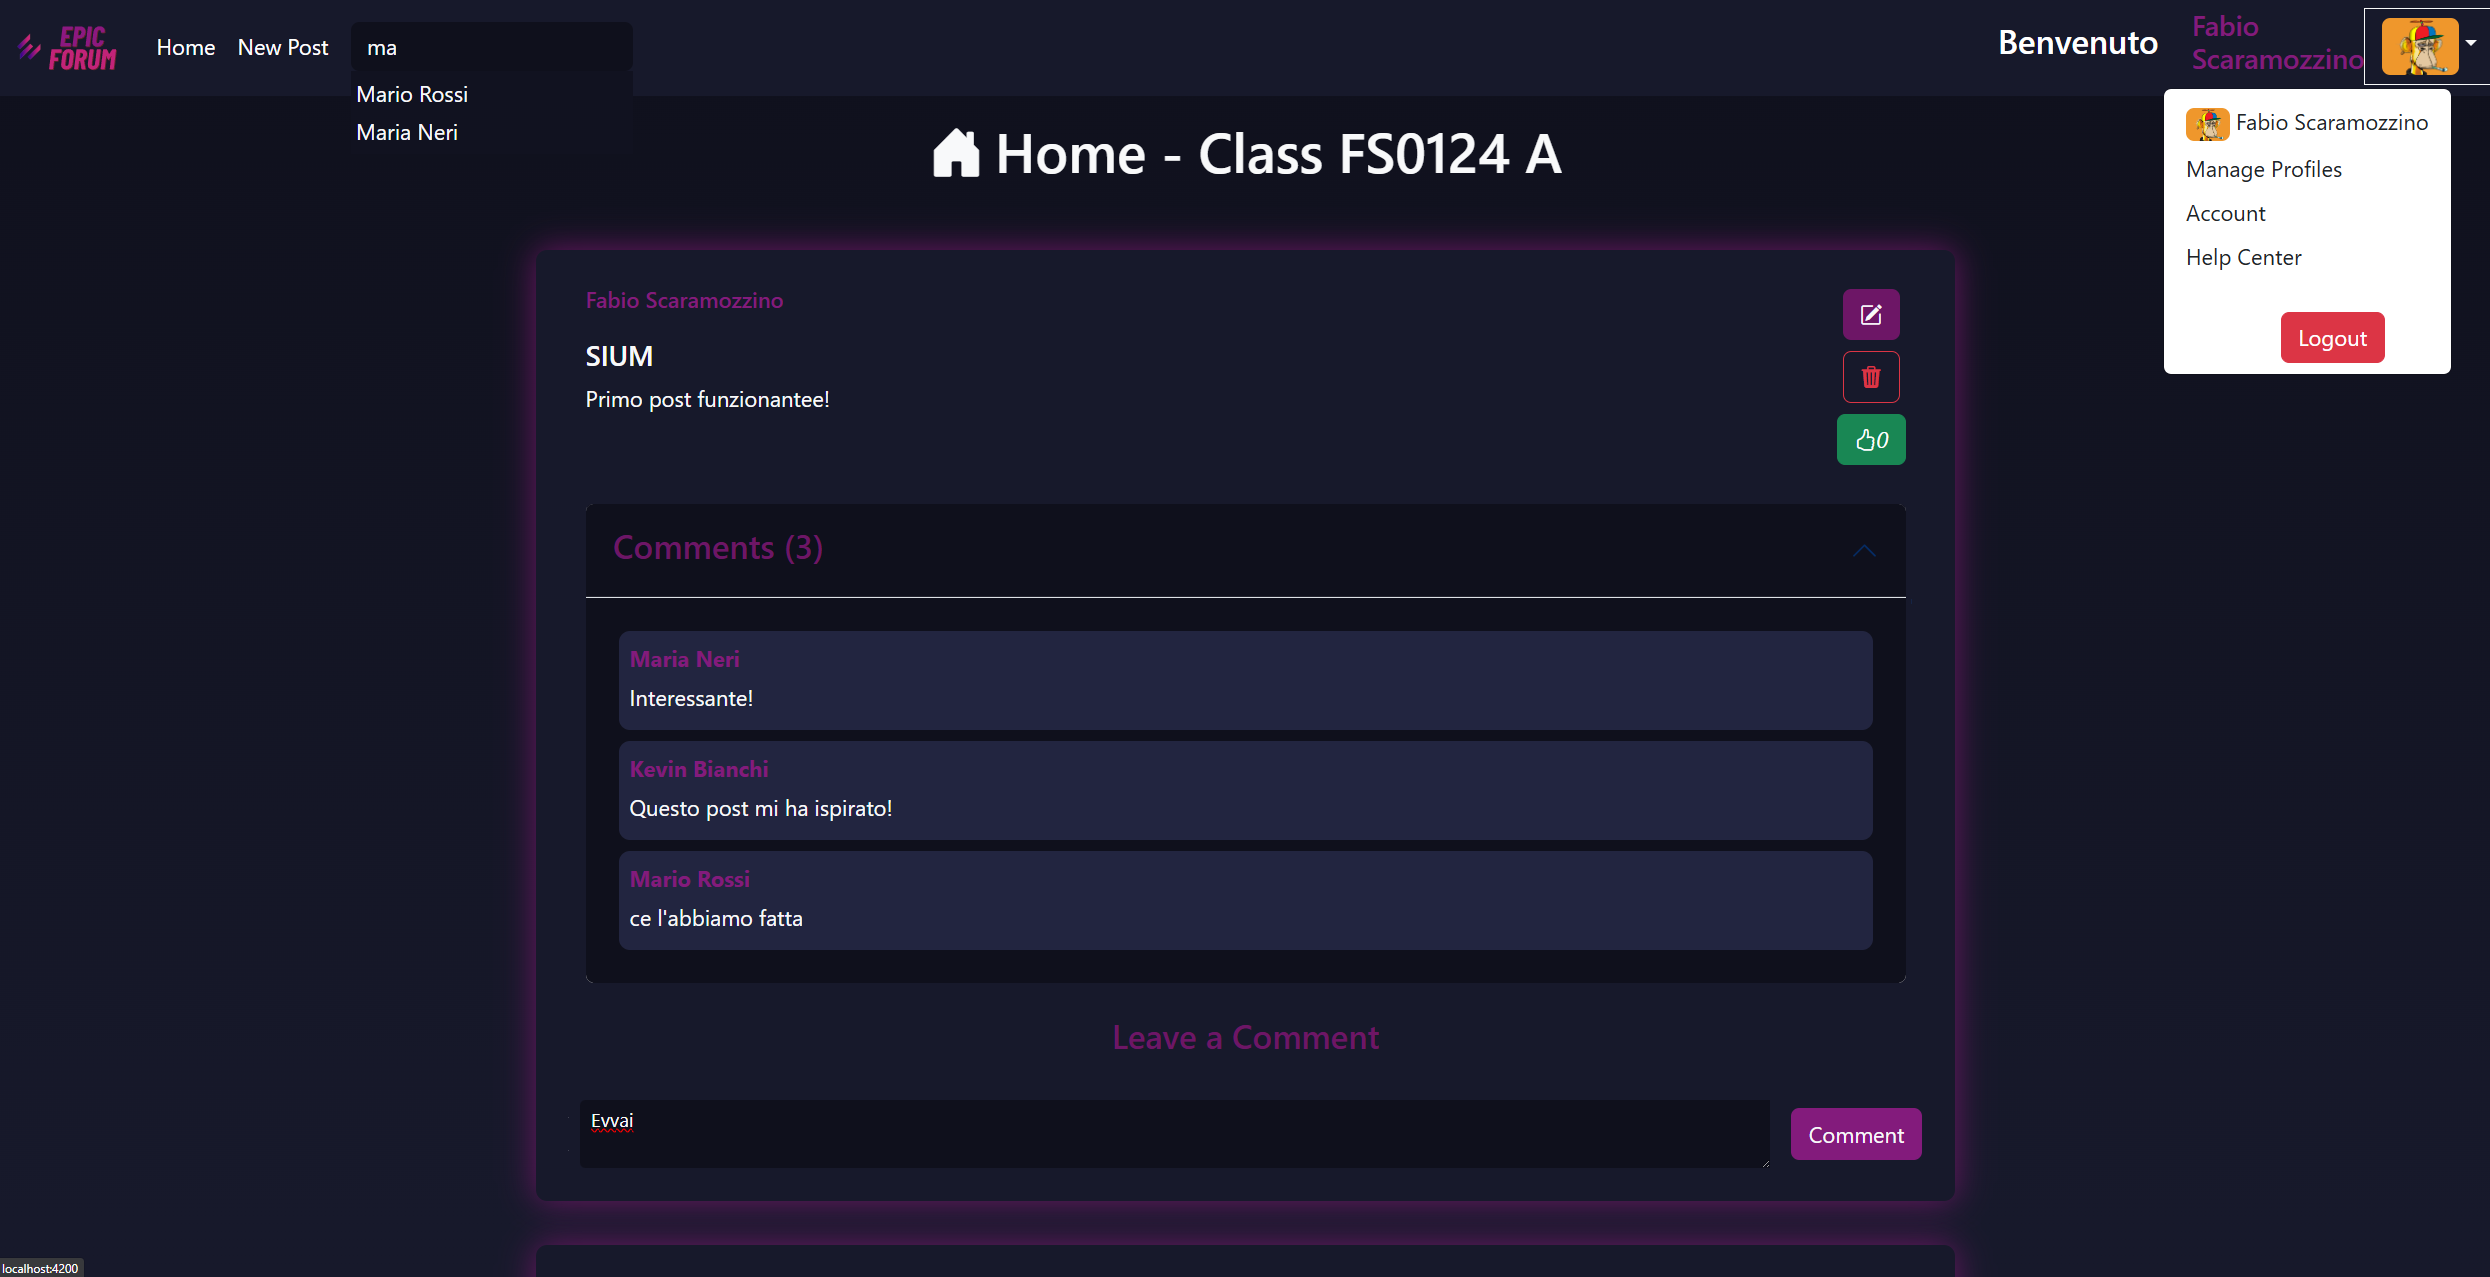 EPIC
FORUM
Home
New Post
ma
Mario Rossi
Maria Neri
Benvenuto
Fabio
Scaramozzino
Fabio Scaramozzino
Manage Profiles
Account
Help Center
Logout
Home - Class FS0124 A
Fabio Scaramozzino
SIUM
Primo post funzionantee!
0
Comments (3)
Maria Neri
Interessante!
Kevin Bianchi
Questo post mi ha ispirato!
Mario Rossi
ce l'abbiamo fatta
Leave a Comment
Evvai
Comment
localhost:4200